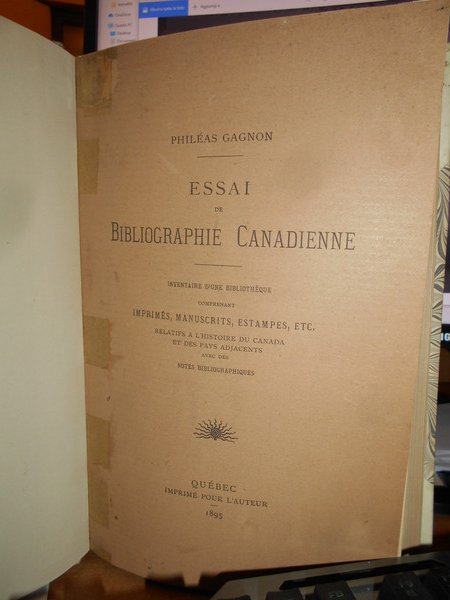 PHILÉAS GAGNON
ESSAI
DE
BIBLIOGRAPHIE CANADIENNE
INVENTAIRE D'UNE BIBLIOTHÈQUE
COMPRENANT
IMPRIMÉS, MANUSCRITS, ESTAMPES, ETC.
RELATIFS A L'HISTOIRE DU CANADA
ET DES PAYS ADJACENTS
AVEC DES
NOTES BIBLIOGRAPHIQUES
QUÉBEC
IMPRIMÉ POUR L'AUTEUR
1895